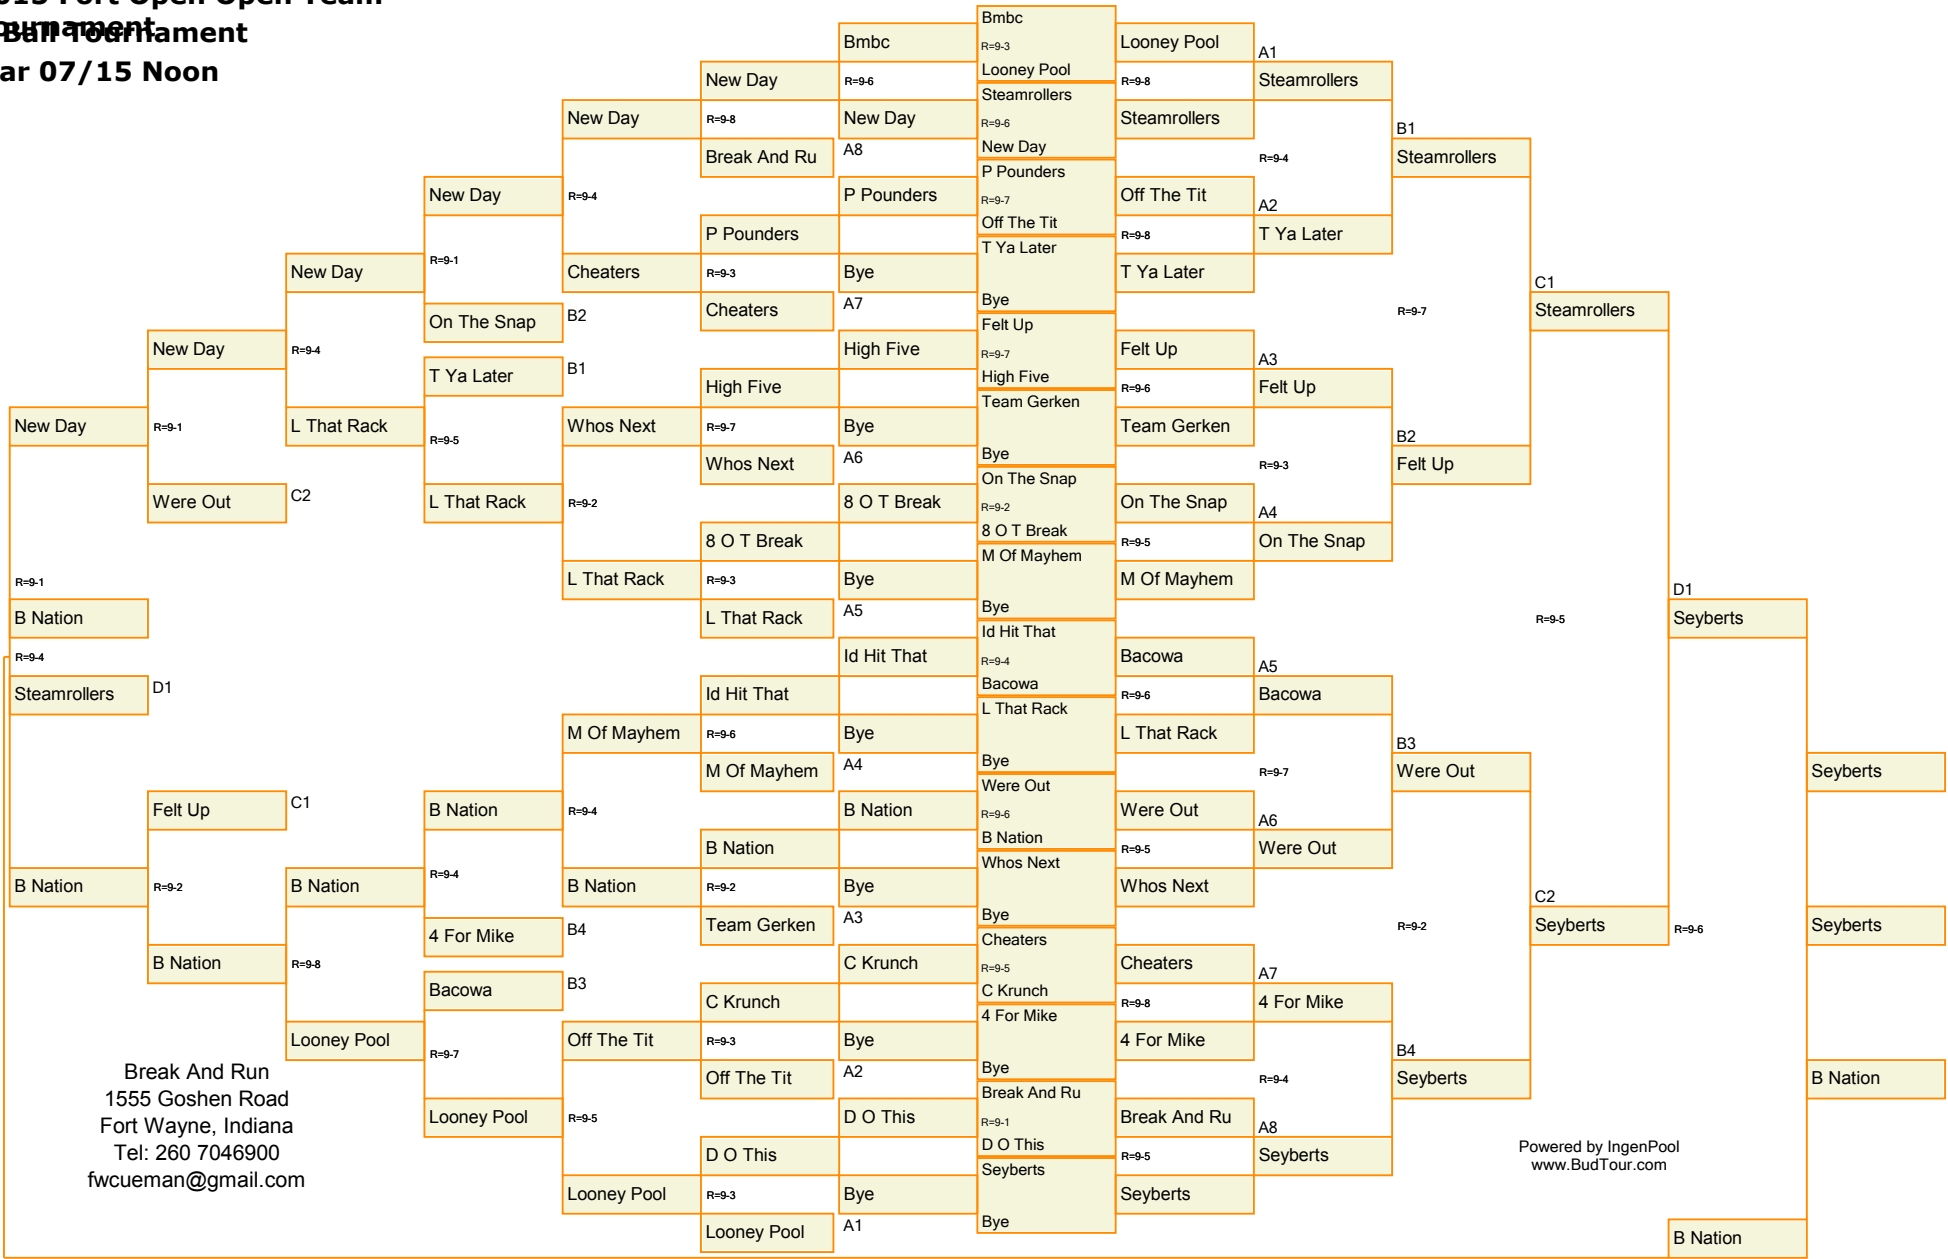 Ball Tournament
07/15 Noon
Bmbc
R=9-3
Looney Pool
Steamrollers
R=9-6
New Day
P Pounders
R=9-7
Off The Tit
T Ya Later
Bye
Felt Up
R=9-7
High Five
Team Gerken
Bye
On The Snap
R=9-2
8 O T Break
M Of Mayhem
Bye
Id Hit That
R=9-4
Bacowa
L That Rack
Bye
Were Out
R=9-6
B Nation
Whos Next
Bye
Cheaters
R=9-5
C Krunch
4 For Mike
Bye
Break And Ru
R=9-1
D O This
Seyberts
Bye
Looney Pool
R=9-8
Steamrollers
Off The Tit
R=9-8
T Ya Later
Felt Up
R=9-6
Team Gerken
On The Snap
R=9-5
M Of Mayhem
Bacowa
R=9-6
L That Rack
Were Out
R=9-5
Whos Next
Cheaters
R=9-8
4 For Mike
Break And Ru
R=9-5
Seyberts
A1
Steamrollers
R=9-4
A2
T Ya Later
A3
Felt Up
R=9-3
A4
On The Snap
A5
Bacowa
R=9-7
A6
Were Out
A7
4 For Mike
R=9-4
A8
Seyberts
B1
Steamrollers
R=9-7
B2
Felt Up
B3
Were Out
R=9-2
B4
Seyberts
C1
Steamrollers
R=9-5
C2
Seyberts
D1
Seyberts
R=9-6
B Nation
Seyberts
Seyberts
B Nation
Bmbc
R=9-6
New Day
A8
P Pounders
Bye
A7
High Five
Bye
A6
8 O T Break
Bye
A5
Id Hit That
Bye
A4
B Nation
Bye
A3
C Krunch
Bye
A2
D O This
Bye
A1
New Day
R=9-8
Break And Ru
P Pounders
R=9-3
Cheaters
High Five
R=9-7
Whos Next
8 O T Break
R=9-3
L That Rack
Id Hit That
R=9-6
M Of Mayhem
B Nation
R=9-2
Team Gerken
C Krunch
R=9-3
Off The Tit
D O This
R=9-3
Looney Pool
New Day
R=9-4
Cheaters
B2
B1
Whos Next
R=9-2
L That Rack
M Of Mayhem
R=9-4
B Nation
B4
B3
Off The Tit
R=9-5
Looney Pool
New Day
R=9-1
On The Snap
T Ya Later
R=9-5
L That Rack
B Nation
R=9-4
4 For Mike
Bacowa
R=9-7
Looney Pool
New Day
R=9-4
L That Rack
C2
C1
B Nation
R=9-8
Looney Pool
New Day
R=9-1
Were Out
D1
Felt Up
R=9-2
B Nation
New Day
R=9-1
B Nation
R=9-4
Steamrollers
B Nation
Break And Run
1555 Goshen Road
Fort Wayne, Indiana
Tel: 260 7046900
fwcueman@gmail.com
Powered by IngenPool
www.BudTour.com